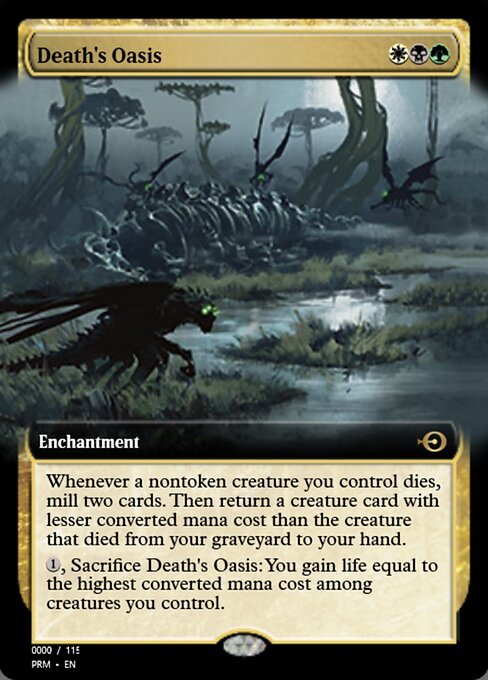 Death's Oasis
Enchantment
Whenever a nontoken creature you control dies,
mill two cards. Then return a creature card with
lesser converted mana cost than the creature
that died from your graveyard to your hand.
1, Sacrifice Death's Oasis: You gain life equal to
the highest converted mana cost among
creatures you control.
0000 / 115
PRM • EN